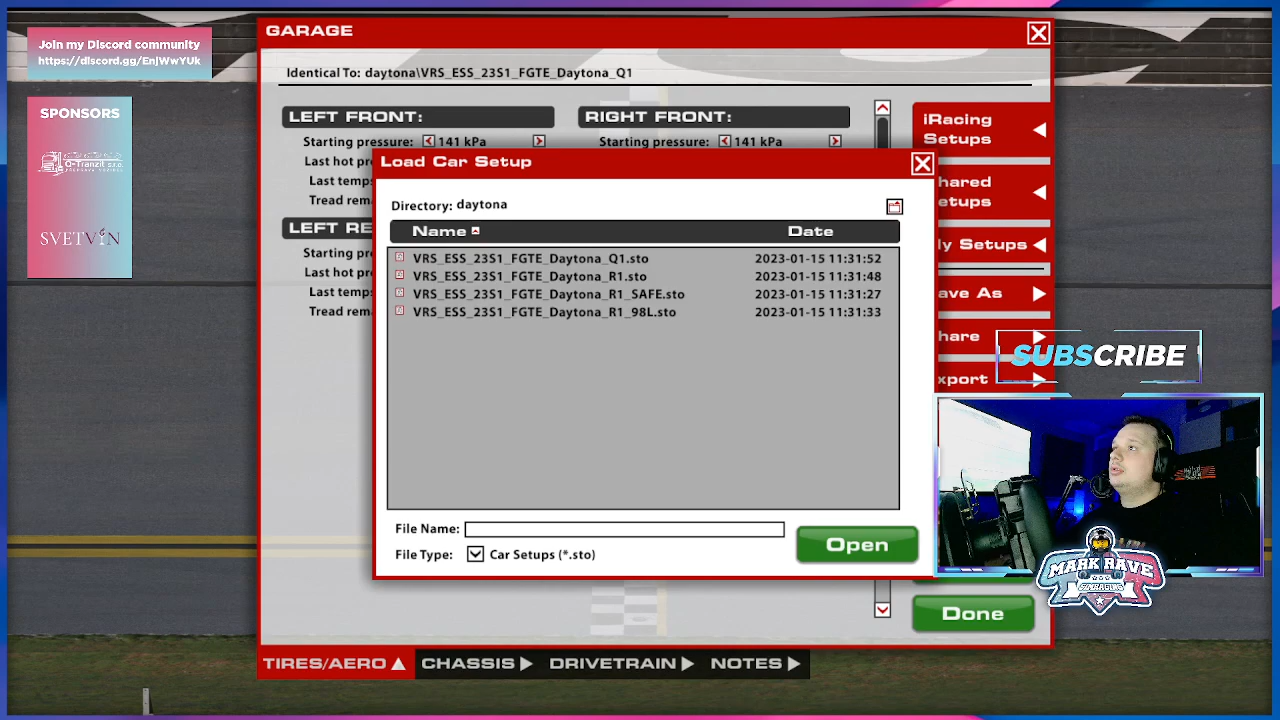 Join my Discord community
https://discord.gg/EnJWwYUk
SPONSORS
O-Tranzit s.r.o.
SVETVÍN
GARAGE
Identical To: daytona\VRS_ESS_23S1_FGTE_Daytona_Q1
LEFT FRONT:
RIGHT FRONT:
Starting pressure: 141 kPa
Starting pressure: 141 kPa
Last hot pr
Last temps
Tread rem
LEFT RE
Starting pr
Last hot pr
Last temps
Tread rem
iRacing
Setups
hared
etups
ly Setups
ave As
hare
xport
Load Car Setup
Directory: daytona
Name
Date
VRS_ESS_23S1_FGTE_Daytona_Q1.sto 2023-01-15 11:31:52
VRS_ESS_23S1_FGTE_Daytona_R1.sto 2023-01-15 11:31:48
VRS_ESS_23S1_FGTE_Daytona_R1_SAFE.sto 2023-01-15 11:31:27
VRS_ESS_23S1_FGTE_Daytona_R1_98L.sto 2023-01-15 11:31:33
File Name:
File Type: Car Setups (*.sto)
Open
SUBSCRIBE
MARK RAVE
SIMRACING
Done
TIRES/AERO
CHASSIS
DRIVETRAIN
NOTES